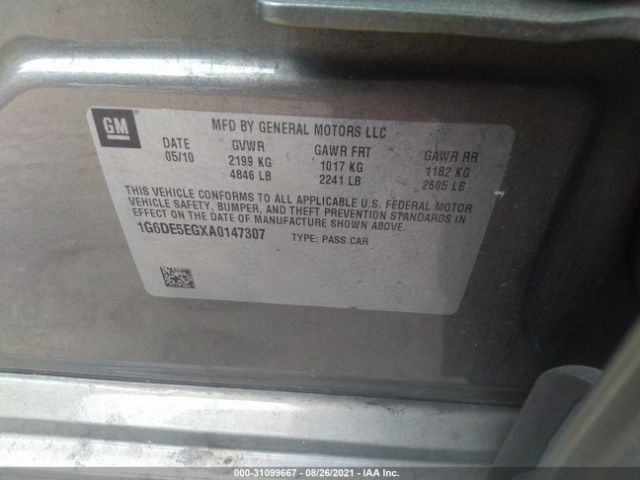 GM
MFD BY GENERAL MOTORS LLC
DATE GVWR GAWR FRT GAWR RR
05/10 2199 KG 1017 KG 1182 KG
4846 LB 2241 LB 2605 LB
THIS VEHICLE CONFORMS TO ALL APPLICABLE U.S. FEDERAL MOTOR
VEHICLE SAFETY, BUMPER, AND THEFT PREVENTION STANDARDS IN
EFFECT ON THE DATE OF MANUFACTURE SHOWN ABOVE.
1G6DE5EGXA0147307 TYPE: PASS CAR
000-31099667 - 08/26/2021 - IAA Inc.